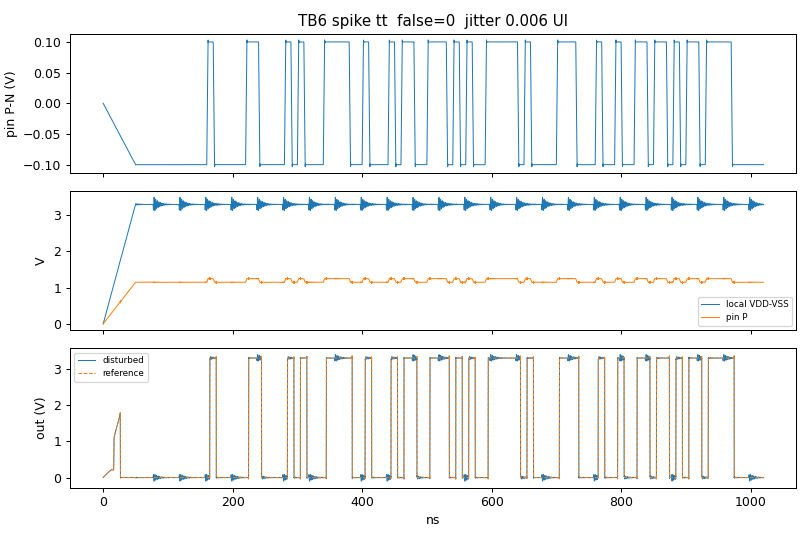 TB6 spike tt  false=0  jitter 0.006 UI
pin P-N (V)
0.10
0.05
0.00
−0.05
−0.10
V
3
2
1
0
local VDD-VSS
pin P
out (V)
3
2
1
0
disturbed
reference
0 200 400 600 800 1000
ns